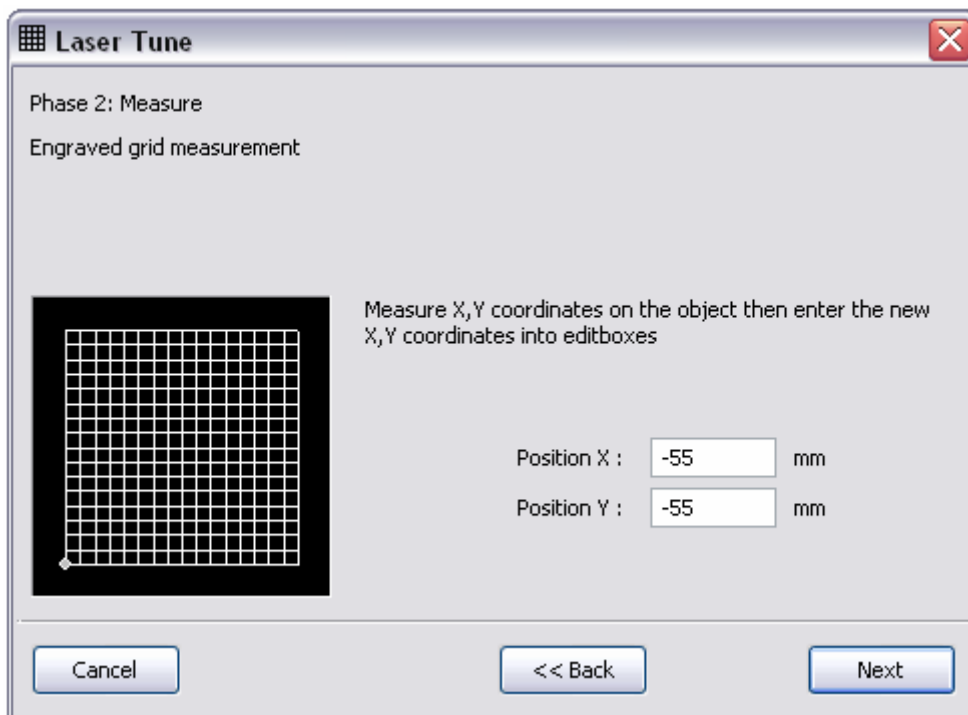 Laser Tune
Phase 2: Measure
Engraved grid measurement
Measure X,Y coordinates on the object then enter the new
X,Y coordinates into editboxes
Position X : -55 mm
Position Y : -55 mm
Cancel << Back Next